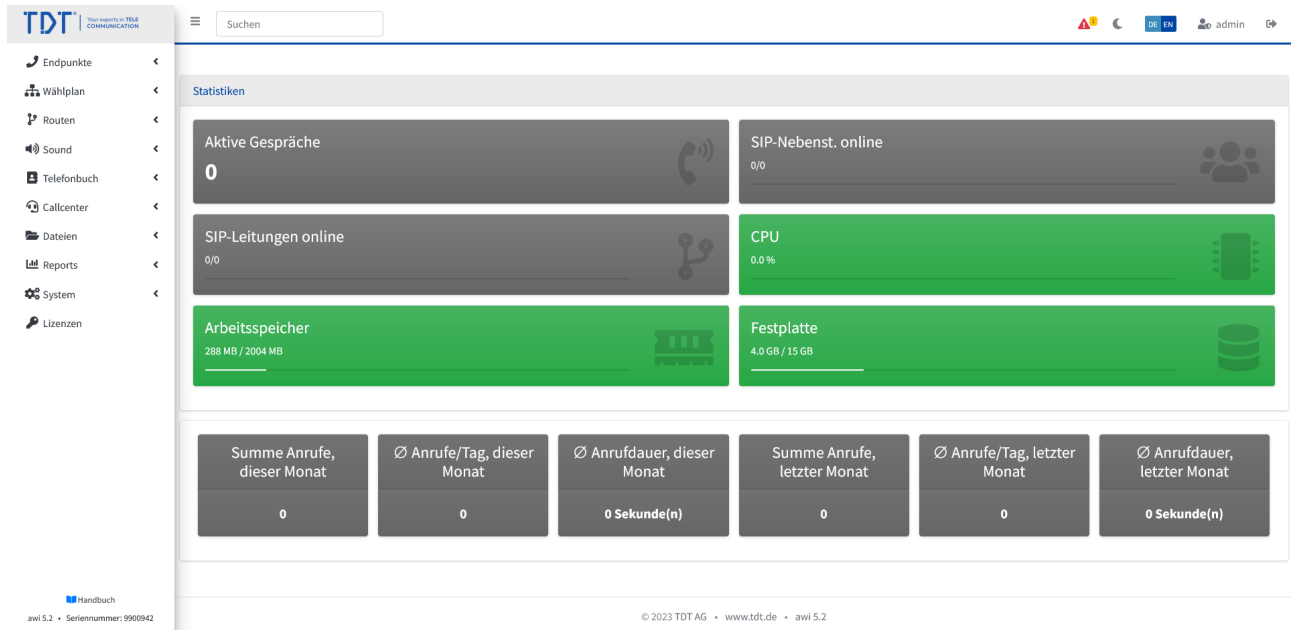 TDT
Your experts in TELE
COMMUNICATION
Suchen
1
DE EN
admin
Endpunkte
Wählplan
Routen
Sound
Telefonbuch
Callcenter
Dateien
Reports
System
Lizenzen
Statistiken
Aktive Gespräche
0
SIP-Nebenst. online
0/0
SIP-Leitungen online
0/0
CPU
0.0 %
Arbeitsspeicher
288 MB / 2004 MB
Festplatte
4.0 GB / 15 GB
Summe Anrufe,
dieser Monat
0
Ø Anrufe/Tag, dieser
Monat
0
Ø Anrufdauer, dieser
Monat
0 Sekunde(n)
Summe Anrufe,
letzter Monat
0
Ø Anrufe/Tag, letzter
Monat
0
Ø Anrufdauer,
letzter Monat
0 Sekunde(n)
Handbuch
awi 5.2 • Seriennummer: 9900942
© 2023 TDT AG • www.tdt.de • awi 5.2